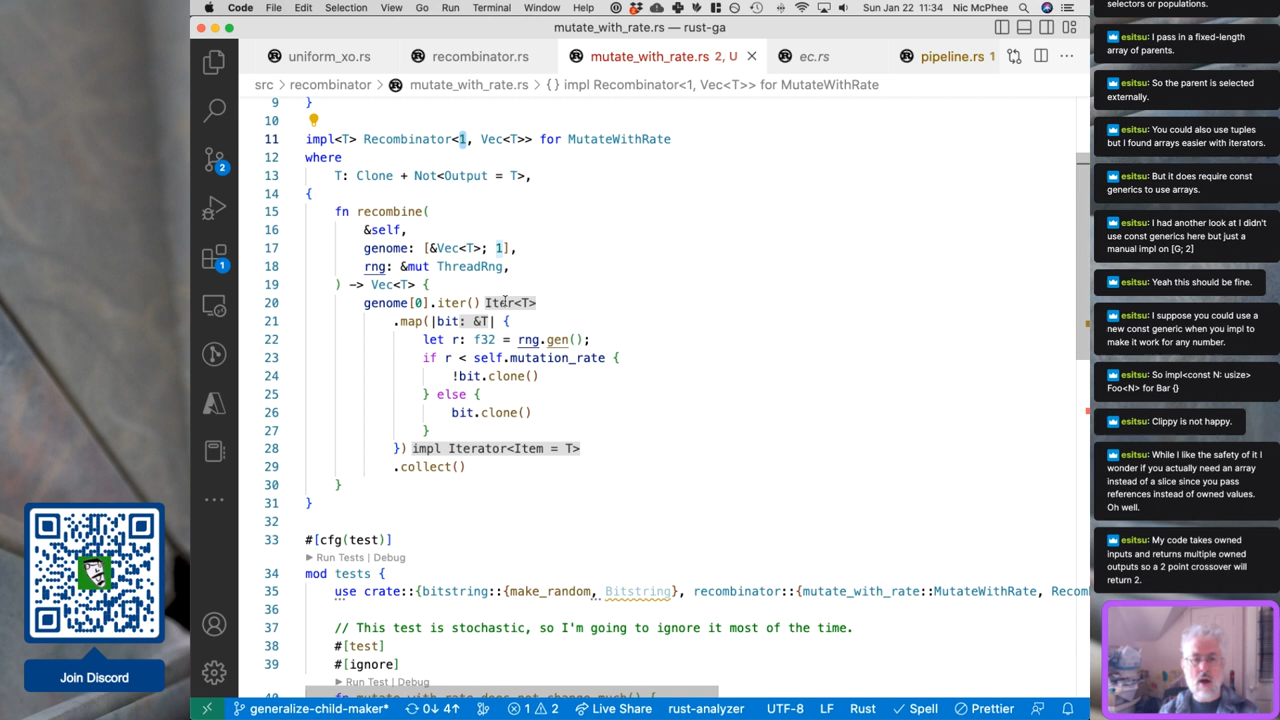 Code File Edit Selection View Go Run Terminal Window Help Sun Jan 22 11:34 Nic McPhee
mutate_with_rate.rs — rust-ga
uniform_xo.rs recombinator.rs mutate_with_rate.rs 2, U ec.rs pipeline.rs 1
src > recombinator > mutate_with_rate.rs > { } impl Recombinator<1, Vec<T>> for MutateWithRate
9 }
10
11 impl<T> Recombinator<1, Vec<T>> for MutateWithRate
12 where
13 T: Clone + Not<Output = T>,
14 {
15 fn recombine(
16 &self,
17 genome: [&Vec<T>; 1],
18 rng: &mut ThreadRng,
19 ) -> Vec<T> {
20 genome[0].iter() Iter<T>
21 .map(|bit: &T| {
22 let r: f32 = rng.gen();
23 if r < self.mutation_rate {
24 !bit.clone()
25 } else {
26 bit.clone()
27 }
28 }) impl Iterator<Item = T>
29 .collect()
30 }
31 }
32
33 #[cfg(test)]
Run Tests | Debug
34 mod tests {
35 use crate::{bitstring::{make_random, Bitstring}, recombinator::{mutate_with_rate::MutateWithRate, Recom
36
37 // This test is stochastic, so I'm going to ignore it most of the time.
38 #[test]
39 #[ignore]
Run Test | Debug
40 fn mutate_with_rate_does_not_change_much() {
2
1
Join Discord
generalize-child-maker* 0↓ 4↑ 1 2 Live Share rust-analyzer UTF-8 LF Rust Spell Prettier
selectors or populations.
esitsu: I pass in a fixed-length
array of parents.
esitsu: So the parent is selected
externally.
esitsu: You could also use tuples
but I found arrays easier with iterators.
esitsu: But it does require const
generics to use arrays.
esitsu: I had another look at I didn't
use const generics here but just a
manual impl on [G; 2]
esitsu: Yeah this should be fine.
esitsu: I suppose you could use a
new const generic when you impl to
make it work for any number.
esitsu: So impl<const N: usize>
Foo<N> for Bar {}
esitsu: Clippy is not happy.
esitsu: While I like the safety of it I
wonder if you actually need an array
instead of a slice since you pass
references instead of owned values.
Oh well.
esitsu: My code takes owned
inputs and returns multiple owned
outputs so a 2 point crossover will
return 2.